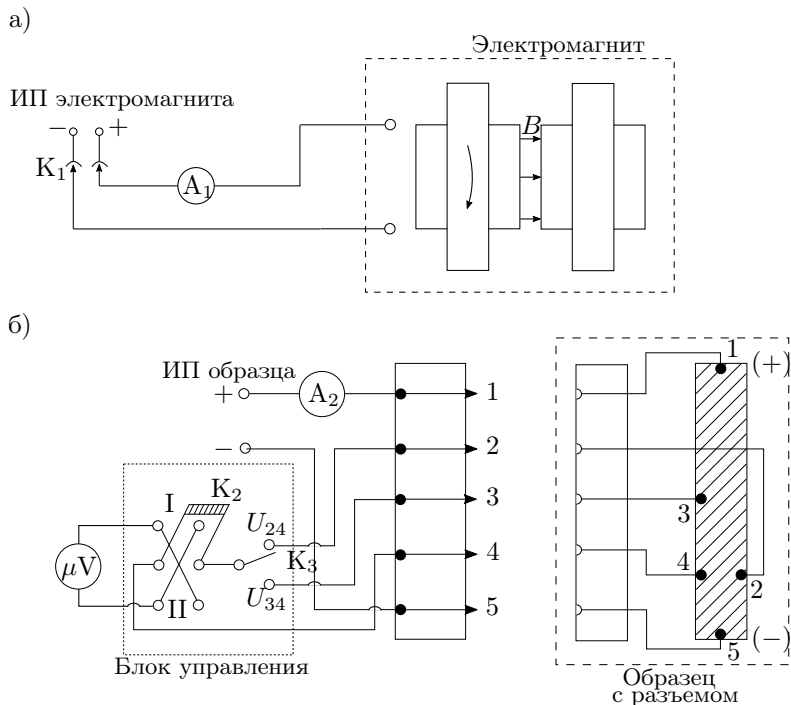 а)
Электромагнит
ИП электромагнита
− +
B
K₁
A₁
б)
ИП образца
+ A₂
−
1
2
3
4
5
I
K₂
U₂₄
K₃
μV
II
U₃₄
Блок управления
1 (+)
3
4
2
5 (−)
Образец
с разъемом